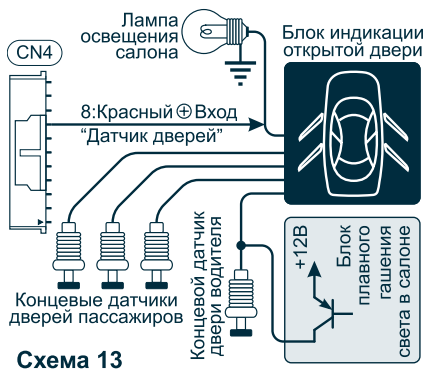 Лампа
освещения
салона
Блок индикации
открытой двери
CN4
8:Красный ⊕ Вход
“Датчик дверей”
Концевые датчики
дверей пассажиров
Концевой датчик
двери водителя
+12В
Блок
плавного
гашения
света в салоне
Схема 13